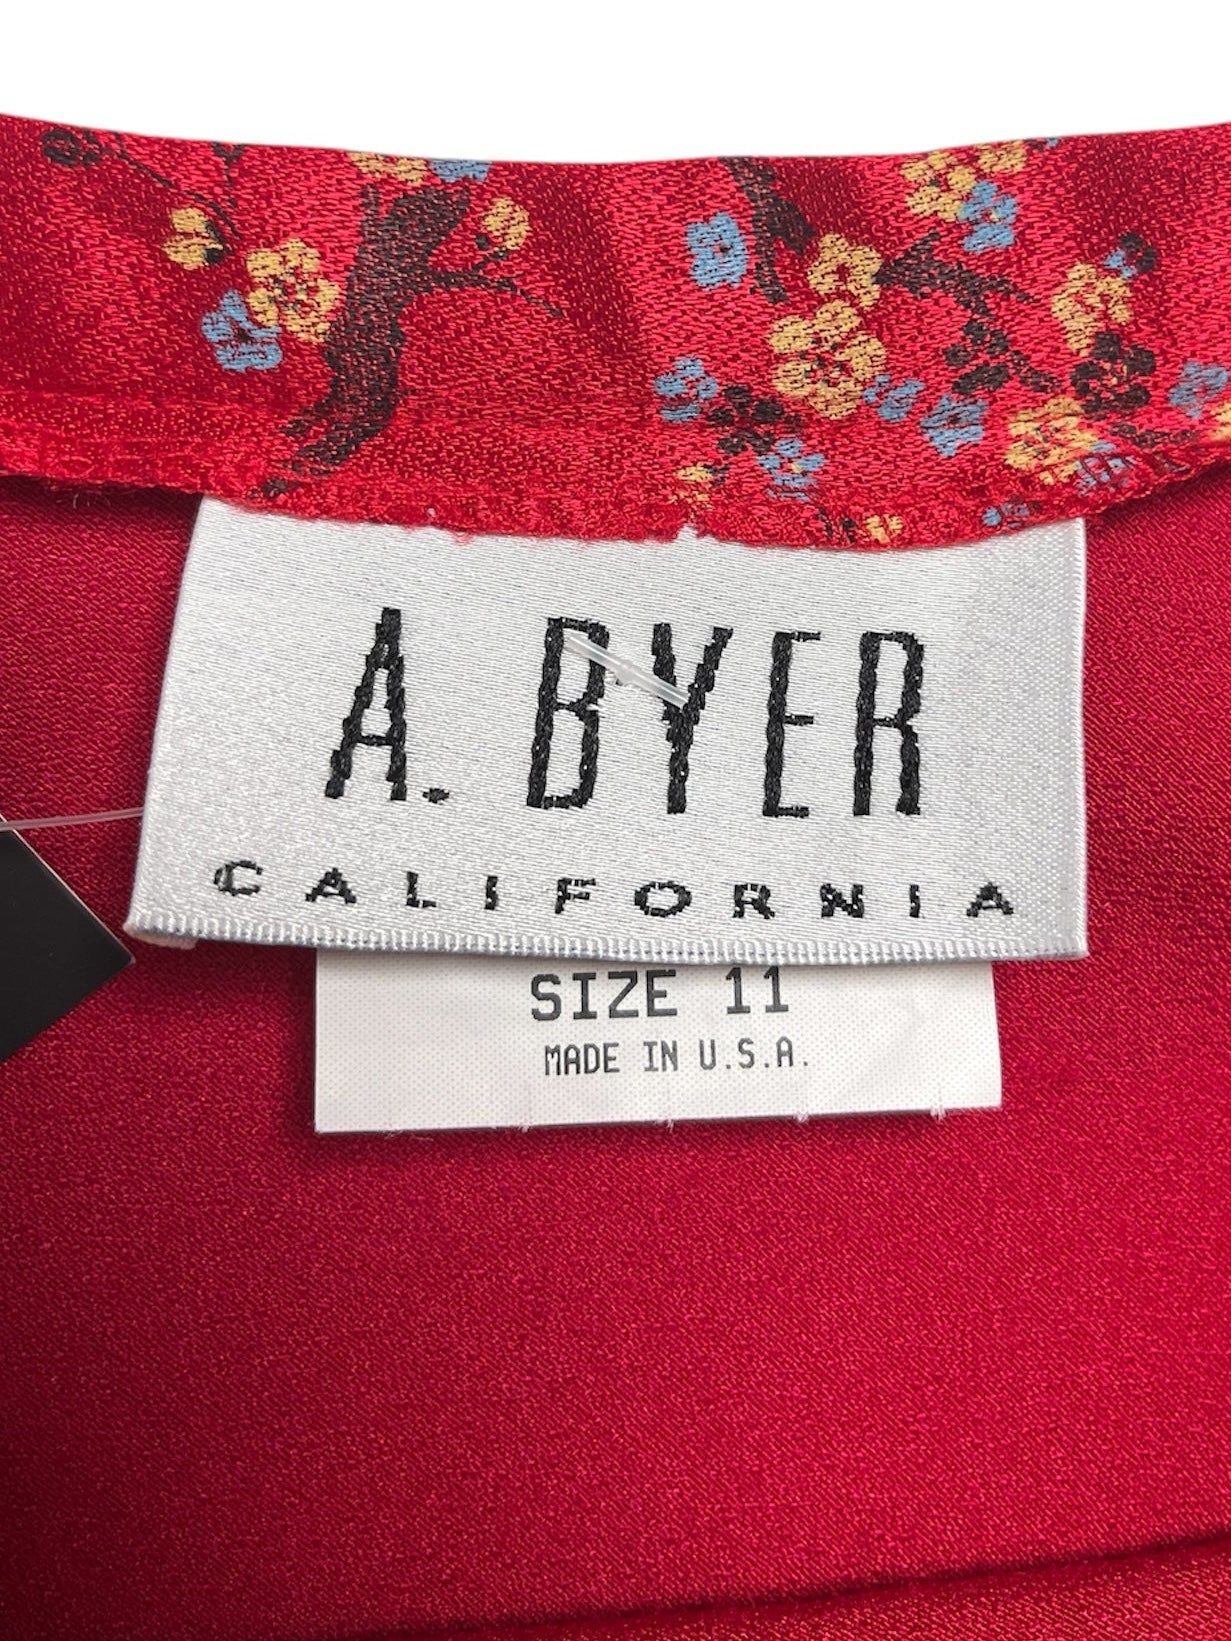 A. BYER
CALIFORNIA
SIZE 11
MADE IN U.S.A.